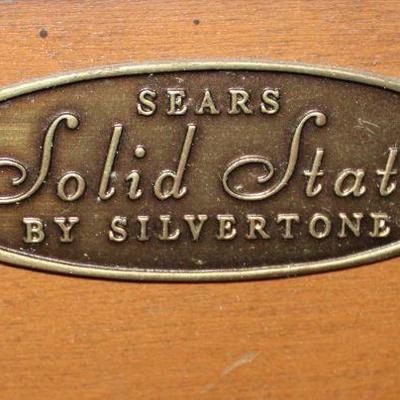 SEARS
Solid Stat
BY SILVERTONE